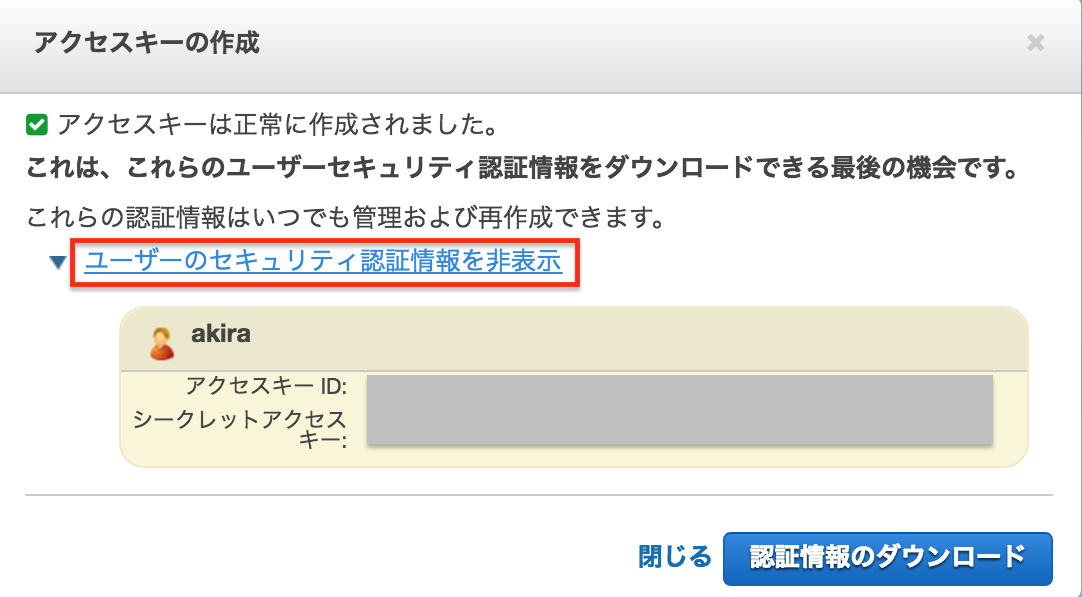 アクセスキーの作成
アクセスキーは正常に作成されました。
これは、これらのユーザーセキュリティ認証情報をダウンロードできる最後の機会です。
これらの認証情報はいつでも管理および再作成できます。
ユーザーのセキュリティ認証情報を非表示
akira
アクセスキー ID:
シークレットアクセス
キー:
閉じる 認証情報のダウンロード